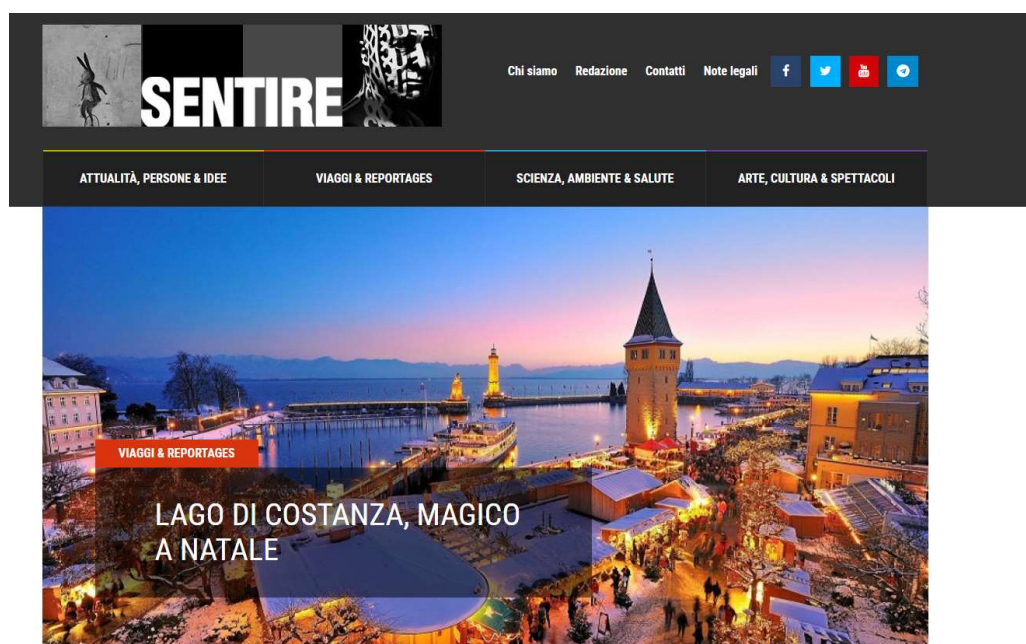 SENTIRE
Chi siamo Redazione Contatti Note legali
ATTUALITÀ, PERSONE & IDEE VIAGGI & REPORTAGES SCIENZA, AMBIENTE & SALUTE ARTE, CULTURA & SPETTACOLI
VIAGGI & REPORTAGES
LAGO DI COSTANZA, MAGICO
A NATALE